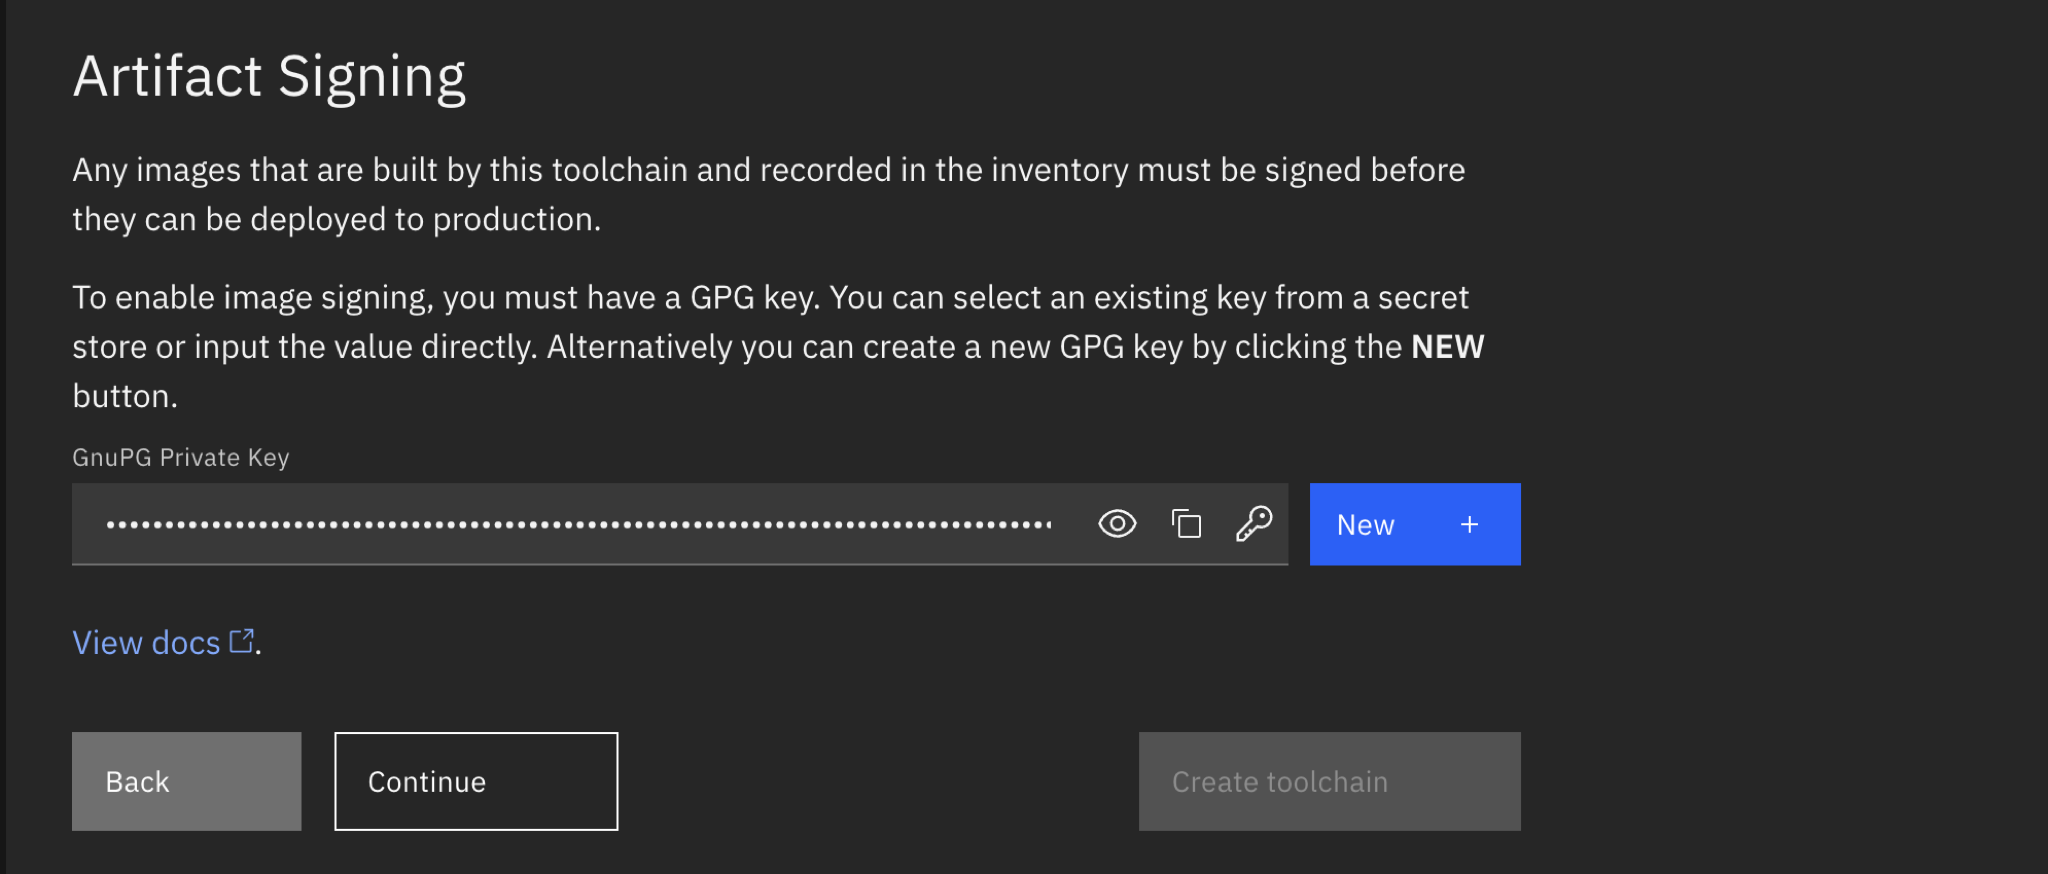 Artifact Signing
Any images that are built by this toolchain and recorded in the inventory must be signed before
they can be deployed to production.
To enable image signing, you must have a GPG key. You can select an existing key from a secret
store or input the value directly. Alternatively you can create a new GPG key by clicking the NEW
button.
GnuPG Private Key
New +
View docs.
Back
Continue
Create toolchain